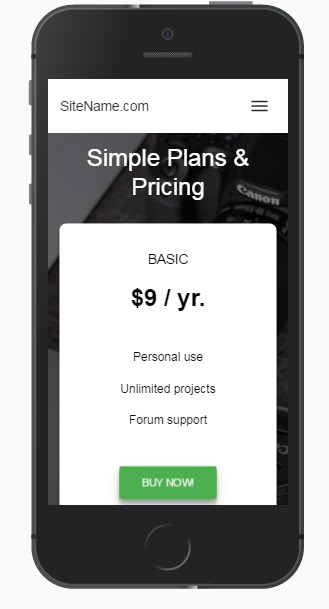 SiteName.com
Simple Plans &
Pricing
Canon
BASIC
$9 / yr.
Personal use
Unlimited projects
Forum support
BUY NOW!